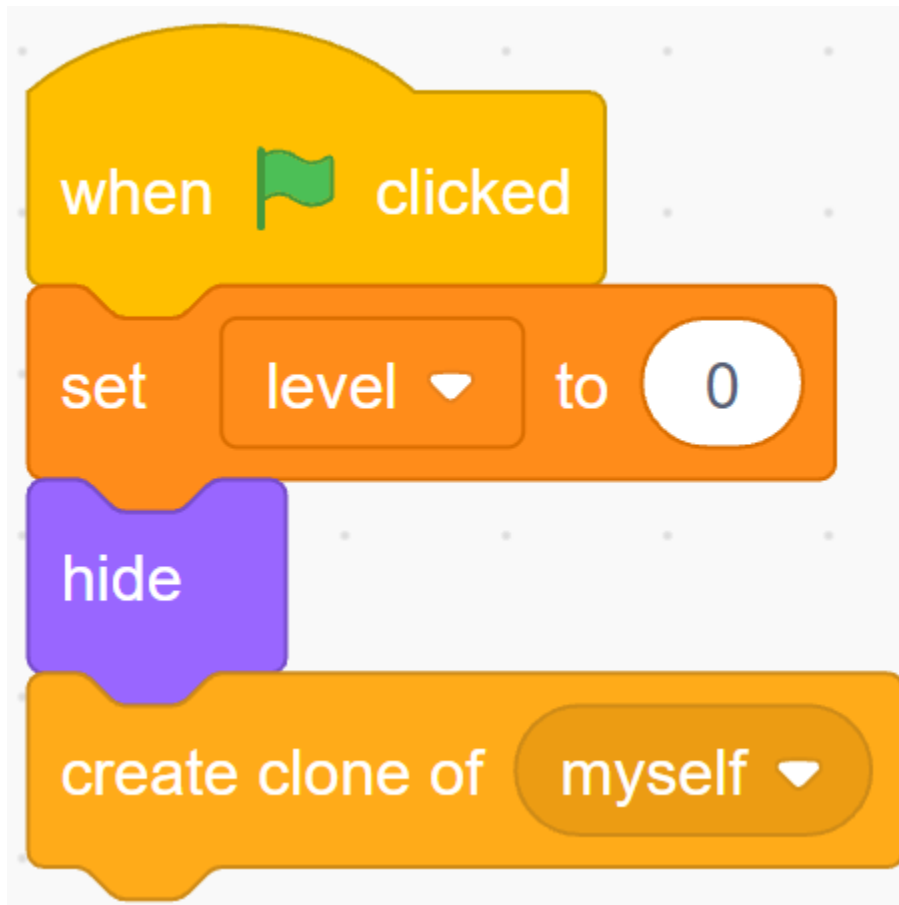 when clicked
set level to 0
hide
create clone of myself